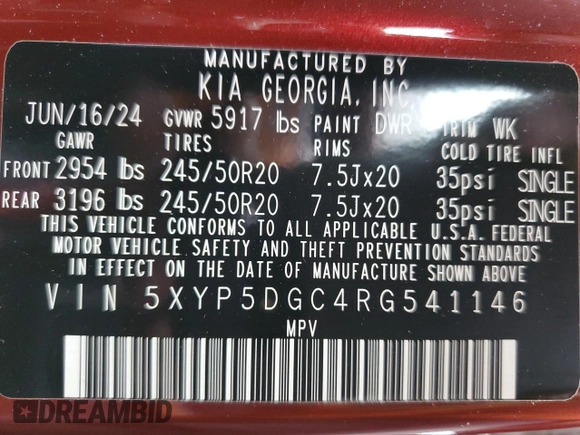 MANUFACTURED BY
KIA GEORGIA, INC.
JUN/16/24 GVWR 5917 lbs PAINT DWR TRIM WK
GAWR TIRES RIMS COLD TIRE INFL
FRONT 2954 lbs 245/50R20 7.5Jx20 35psi SINGLE
REAR 3196 lbs 245/50R20 7.5Jx20 35psi SINGLE
THIS VEHICLE CONFORMS TO ALL APPLICABLE U.S.A. FEDERAL
MOTOR VEHICLE SAFETY AND THEFT PREVENTION STANDARDS
IN EFFECT ON THE DATE OF MANUFACTURE SHOWN ABOVE
VIN 5XYP5DGC4RG541146
MPV
DREAMBID